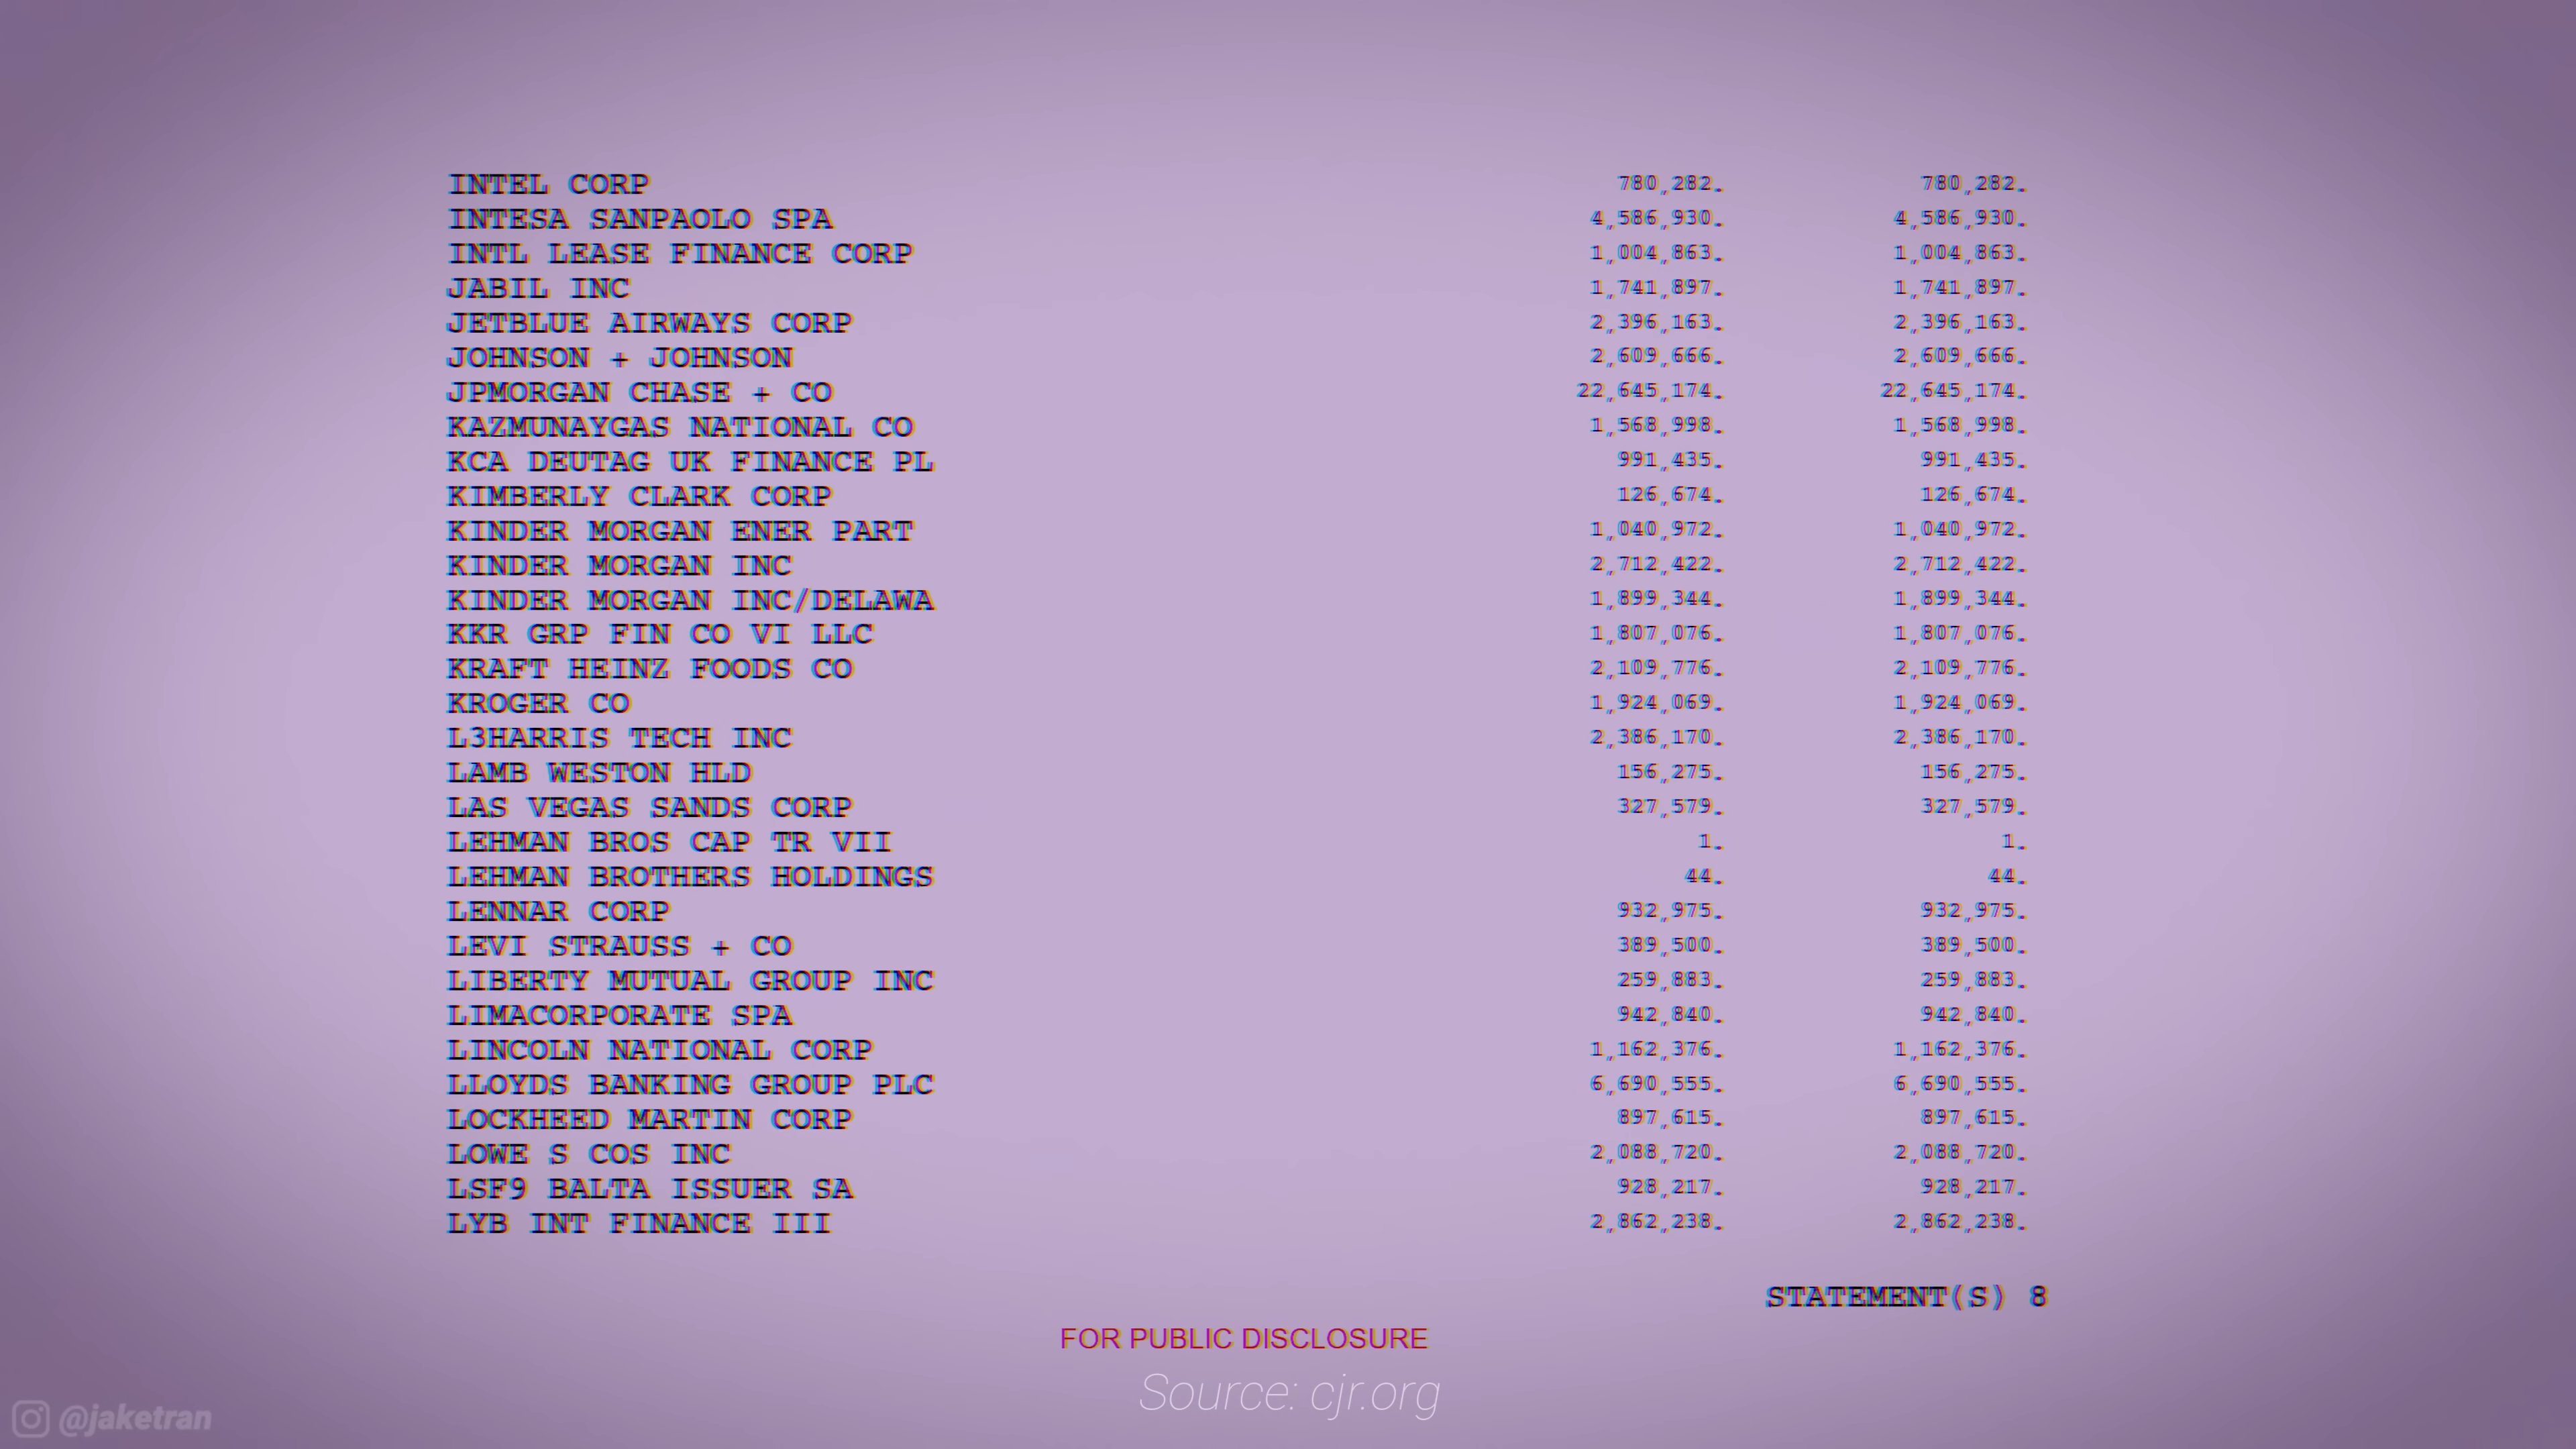 INTEL CORP 780,282. 780,282.
INTESA SANPAOLO SPA 4,586,930. 4,586,930.
INTL LEASE FINANCE CORP 1,004,863. 1,004,863.
JABIL INC 1,741,897. 1,741,897.
JETBLUE AIRWAYS CORP 2,396,163. 2,396,163.
JOHNSON + JOHNSON 2,609,666. 2,609,666.
JPMORGAN CHASE + CO 22,645,174. 22,645,174.
KAZMUNAYGAS NATIONAL CO 1,568,998. 1,568,998.
KCA DEUTAG UK FINANCE PL 991,435. 991,435.
KIMBERLY CLARK CORP 126,674. 126,674.
KINDER MORGAN ENER PART 1,040,972. 1,040,972.
KINDER MORGAN INC 2,712,422. 2,712,422.
KINDER MORGAN INC/DELAWA 1,899,344. 1,899,344.
KKR GRP FIN CO VI LLC 1,807,076. 1,807,076.
KRAFT HEINZ FOODS CO 2,109,776. 2,109,776.
KROGER CO 1,924,069. 1,924,069.
L3HARRIS TECH INC 2,386,170. 2,386,170.
LAMB WESTON HLD 156,275. 156,275.
LAS VEGAS SANDS CORP 327,579. 327,579.
LEHMAN BROS CAP TR VII 1. 1.
LEHMAN BROTHERS HOLDINGS 44. 44.
LENNAR CORP 932,975. 932,975.
LEVI STRAUSS + CO 389,500. 389,500.
LIBERTY MUTUAL GROUP INC 259,883. 259,883.
LIMACORPORATE SPA 942,840. 942,840.
LINCOLN NATIONAL CORP 1,162,376. 1,162,376.
LLOYDS BANKING GROUP PLC 6,690,555. 6,690,555.
LOCKHEED MARTIN CORP 897,615. 897,615.
LOWE S COS INC 2,088,720. 2,088,720.
LSF9 BALTA ISSUER SA 928,217. 928,217.
LYB INT FINANCE III 2,862,238. 2,862,238.
STATEMENT(S) 8
FOR PUBLIC DISCLOSURE
Source: cjr.org
@jaketran